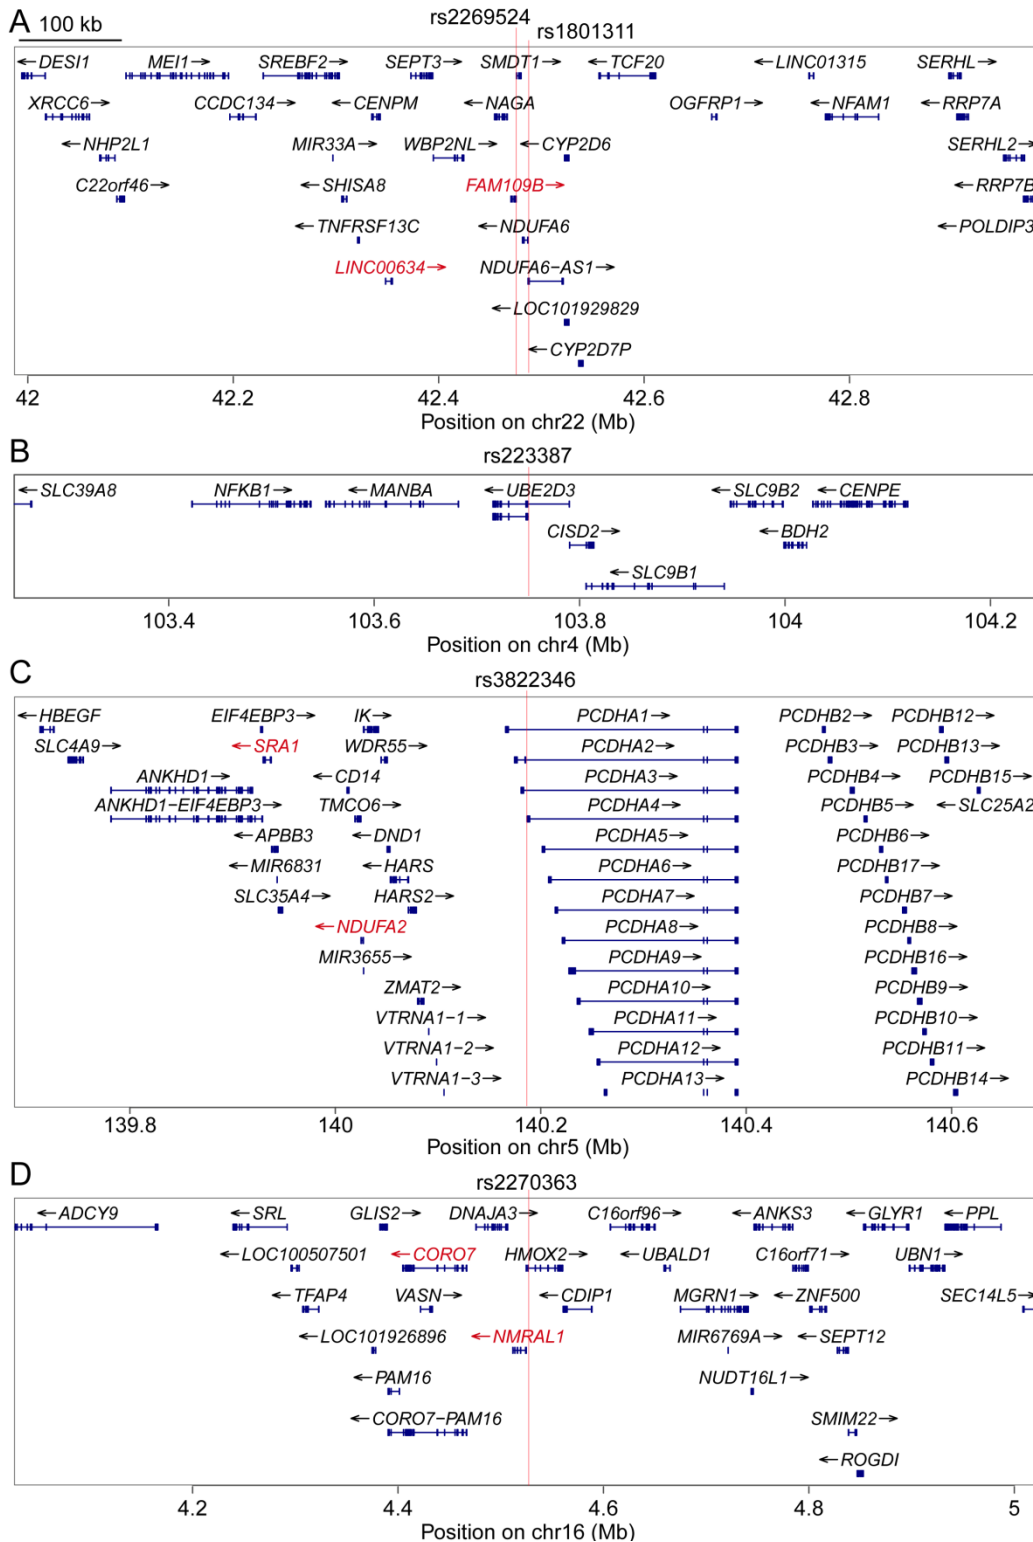 A
100 kb
rs2269524
rs1801311
←DESI1 MEI1→ SREBF2→ SEPT3→ SMDT1→ ←TCF20 ←LINC01315 SERHL→
XRCC6→ CCDC134→ ←CENPM ←NAGA OGFRP1→ ←NFAM1 ←RRP7A
←NHP2L1 MIR33A→ WBP2NL→ ←CYP2D6 SERHL2→
C22orf46→ ←SHISA8 FAM109B→ ←RRP7B
←TNFRSF13C ←NDUFA6 ←POLDIP3
LINC00634→ NDUFA6−AS1→
←LOC101929829
←CYP2D7P
42 42.2 42.4 42.6 42.8
Position on chr22 (Mb)
B
rs223387
←SLC39A8 NFKB1→ ←MANBA ←UBE2D3 ←SLC9B2 ←CENPE
CISD2→ ←BDH2
←SLC9B1
103.4 103.6 103.8 104 104.2
Position on chr4 (Mb)
C
rs3822346
←HBEGF EIF4EBP3→ IK→ PCDHA1→ PCDHB2→ PCDHB12→
SLC4A9→ ←SRA1 WDR55→ PCDHA2→ PCDHB3→ PCDHB13→
ANKHD1→ ←CD14 PCDHA3→ PCDHB4→ PCDHB15→
ANKHD1−EIF4EBP3→ TMCO6→ PCDHA4→ PCDHB5→ ←SLC25A2
←APBB3 ←DND1 PCDHA5→ PCDHB6→
←MIR6831 ←HARS PCDHA6→ PCDHB17→
SLC35A4→ HARS2→ PCDHA7→ PCDHB7→
←NDUFA2 PCDHA8→ PCDHB8→
MIR3655→ PCDHA9→ PCDHB16→
ZMAT2→ PCDHA10→ PCDHB9→
VTRNA1−1→ PCDHA11→ PCDHB10→
VTRNA1−2→ PCDHA12→ PCDHB11→
VTRNA1−3→ PCDHA13→ PCDHB14→
139.8 140 140.2 140.4 140.6
Position on chr5 (Mb)
D
rs2270363
←ADCY9 ←SRL GLIS2→ DNAJA3→ C16orf96→ ←ANKS3 ←GLYR1 ←PPL
←LOC100507501 ←CORO7 HMOX2→ ←UBALD1 C16orf71→ UBN1→
←TFAP4 VASN→ ←CDIP1 MGRN1→ ←ZNF500 SEC14L5→
←LOC101926896 ←NMRAL1 MIR6769A→ ←SEPT12
←PAM16 NUDT16L1→
←CORO7−PAM16 SMIM22→
←ROGDI
4.2 4.4 4.6 4.8 5
Position on chr16 (Mb)